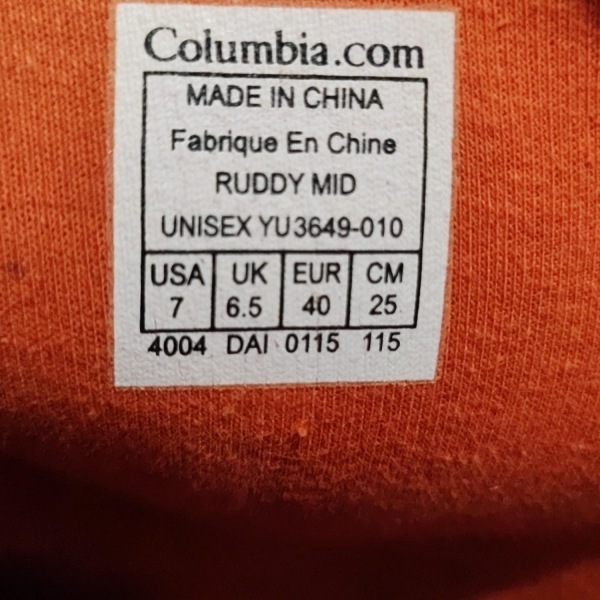 Columbia.com
MADE IN CHINA
Fabrique En Chine
RUDDY MID
UNISEX YU3649-010
USA UK EUR CM
7 6.5 40 25
4004 DAI 0115 115